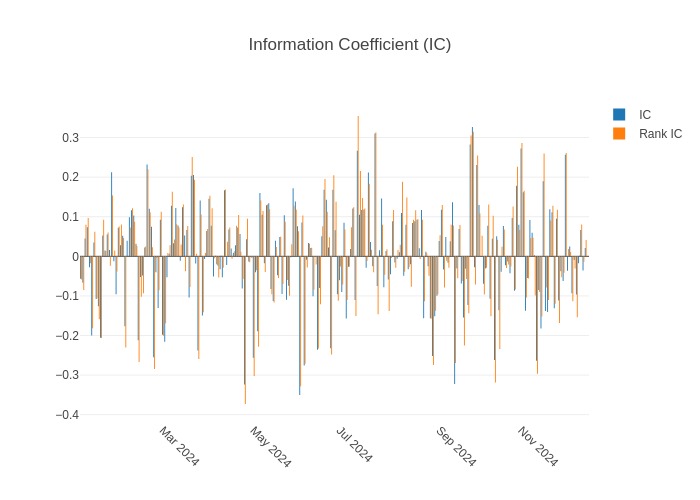 Information Coefficient (IC)
IC
Rank IC
0.3
0.2
0.1
0
−0.1
−0.2
−0.3
−0.4
Mar 2024
May 2024
Jul 2024
Sep 2024
Nov 2024